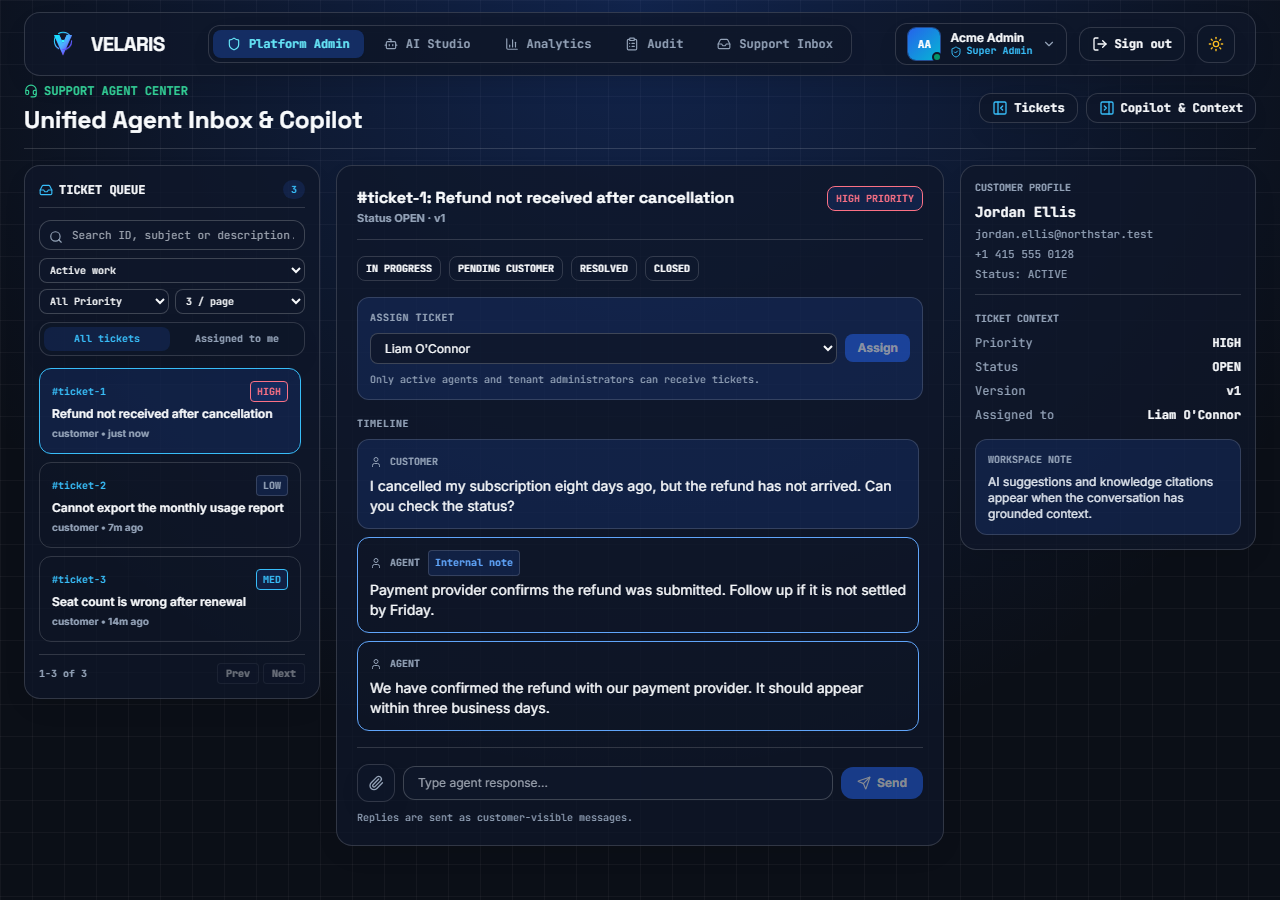 VELARIS
Platform Admin
AI Studio
Analytics
Audit
Support Inbox
AA
Acme Admin
Super Admin
Sign out
SUPPORT AGENT CENTER
Unified Agent Inbox & Copilot
Tickets
Copilot & Context
TICKET QUEUE
3
Search ID, subject or description.
Active work
All Priority
3 / page
All tickets
Assigned to me
#ticket-1
HIGH
Refund not received after cancellation
customer • just now
#ticket-2
LOW
Cannot export the monthly usage report
customer • 7m ago
#ticket-3
MED
Seat count is wrong after renewal
customer • 14m ago
1-3 of 3
Prev
Next
#ticket-1: Refund not received after cancellation
HIGH PRIORITY
Status OPEN · v1
IN PROGRESS
PENDING CUSTOMER
RESOLVED
CLOSED
ASSIGN TICKET
Liam O'Connor
Assign
Only active agents and tenant administrators can receive tickets.
TIMELINE
CUSTOMER
I cancelled my subscription eight days ago, but the refund has not arrived. Can
you check the status?
AGENT
Internal note
Payment provider confirms the refund was submitted. Follow up if it is not settled
by Friday.
AGENT
We have confirmed the refund with our payment provider. It should appear
within three business days.
Type agent response...
Send
Replies are sent as customer-visible messages.
CUSTOMER PROFILE
Jordan Ellis
jordan.ellis@northstar.test
+1 415 555 0128
Status: ACTIVE
TICKET CONTEXT
Priority HIGH
Status OPEN
Version v1
Assigned to Liam O'Connor
WORKSPACE NOTE
AI suggestions and knowledge citations
appear when the conversation has
grounded context.